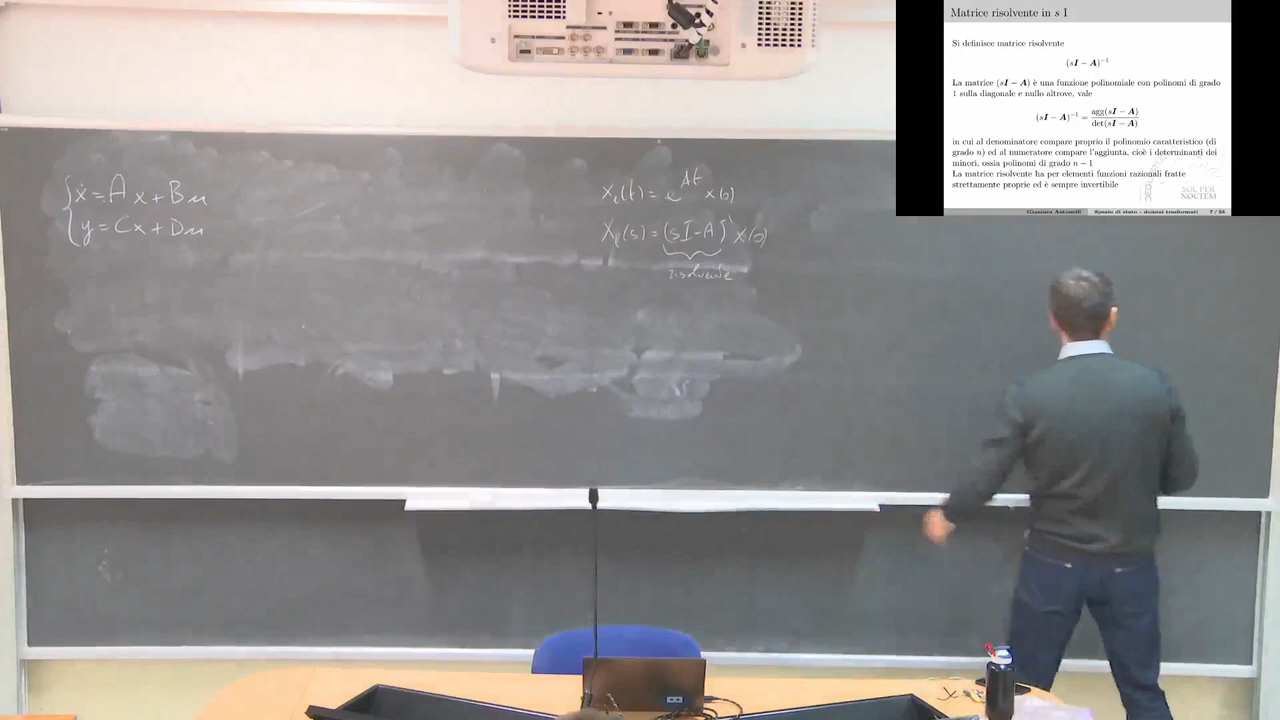 Matrice risolvente in s I
Si definisce matrice risolvente
(sI − A)⁻¹
La matrice (sI − A) è una funzione polinomiale con polinomi di grado
1 sulla diagonale e nullo altrove, vale
(sI − A)⁻¹ = agg(sI − A) / det(sI − A)
in cui al denominatore compare proprio il polinomio caratteristico (di
grado n) ed al numeratore compare l'aggiunta, cioè i determinanti dei
minori, ossia polinomi di grado n − 1
La matrice risolvente ha per elementi funzioni razionali fratte
strettamente proprie ed è sempre invertibile
SOL PER
NOCTEM
Gianluca Antonelli Spazio di stato - domini trasformati 7 / 33
ẋ = Ax + Bu
y = Cx + Du
X_l(t) = e^{At} x(0)
X_l(s) = (sI-A)⁻¹ x(0)
risolvente